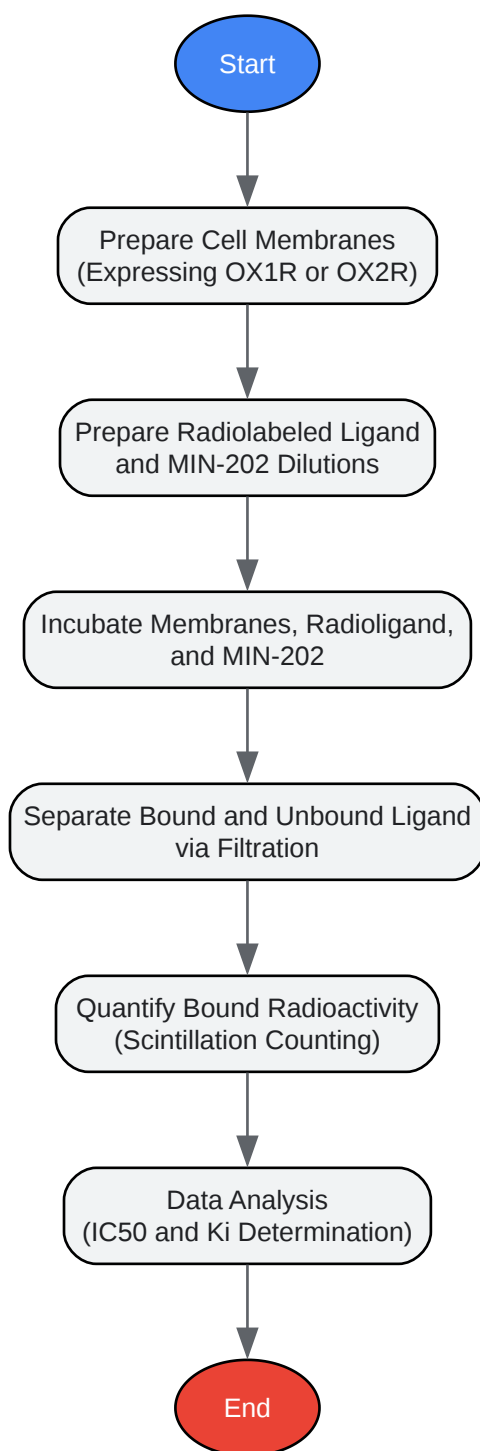 Start
Prepare Cell Membranes
(Expressing OX1R or OX2R)
Prepare Radiolabeled Ligand
and MIN-202 Dilutions
Incubate Membranes, Radioligand,
and MIN-202
Separate Bound and Unbound Ligand
via Filtration
Quantify Bound Radioactivity
(Scintillation Counting)
Data Analysis
(IC50 and Ki Determination)
End